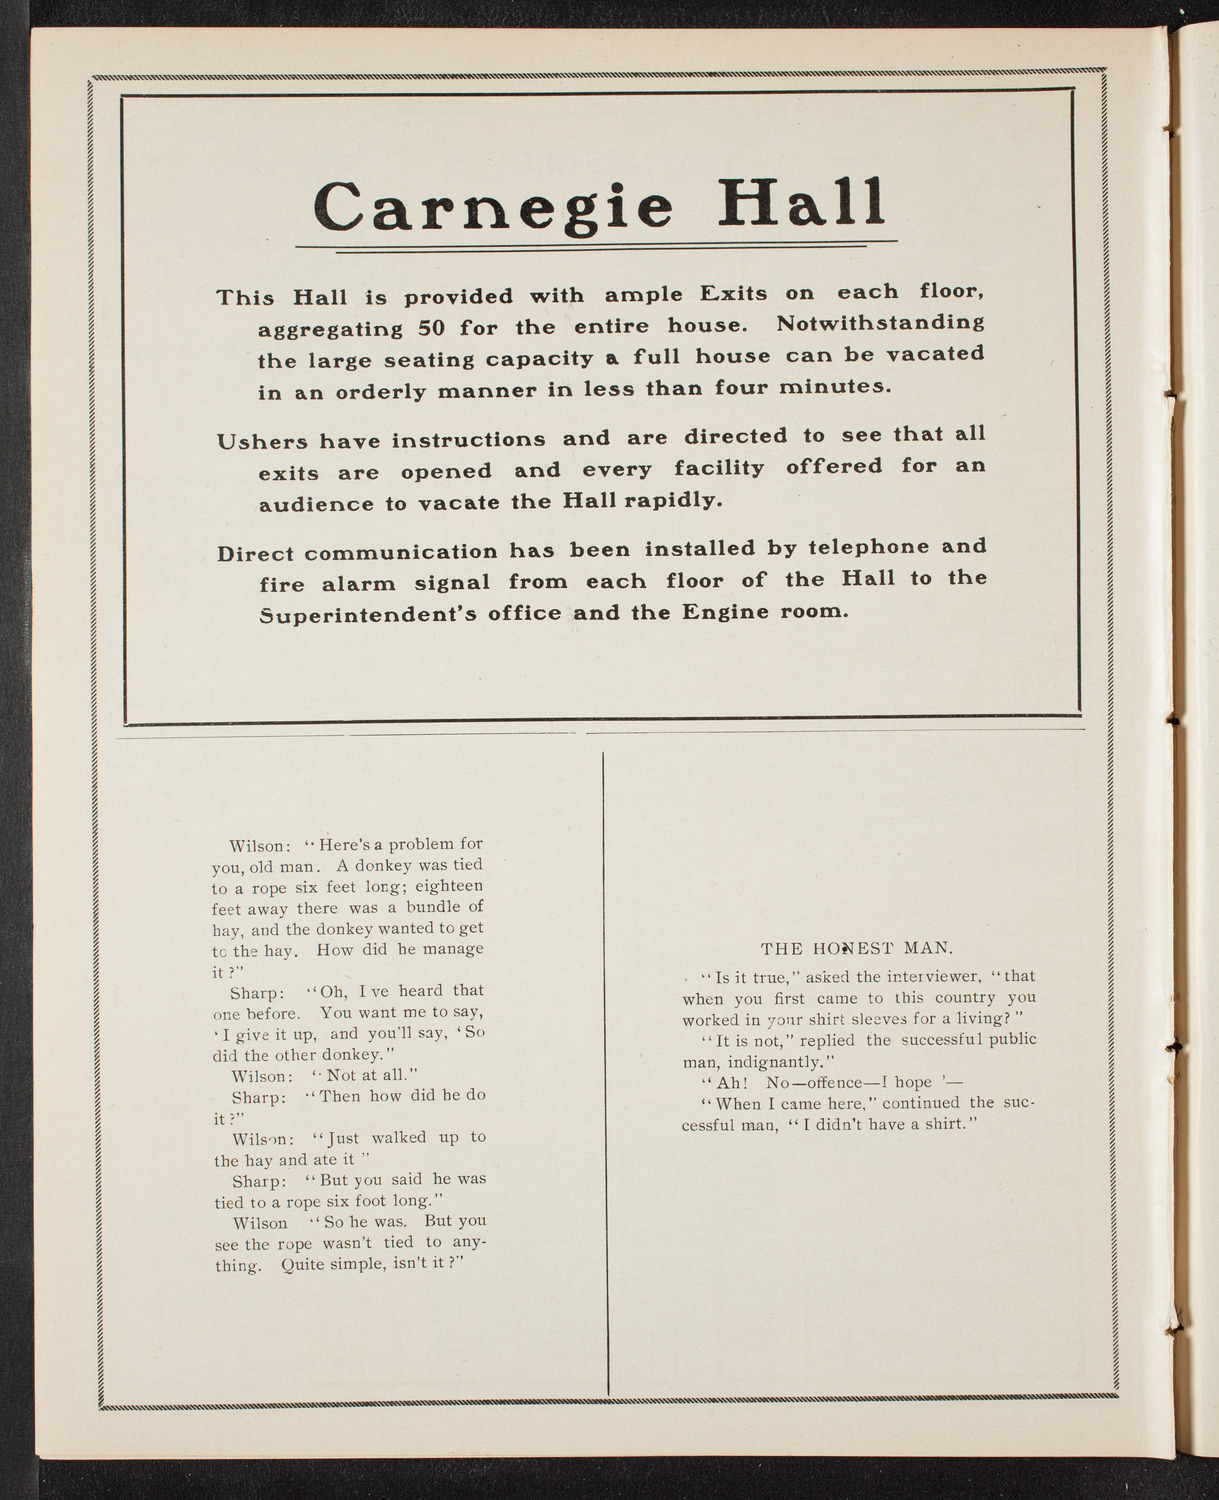 Carnegie Hall
This Hall is provided with ample Exits on each floor,
aggregating 50 for the entire house. Notwithstanding
the large seating capacity a full house can be vacated
in an orderly manner in less than four minutes.
Ushers have instructions and are directed to see that all
exits are opened and every facility offered for an
audience to vacate the Hall rapidly.
Direct communication has been installed by telephone and
fire alarm signal from each floor of the Hall to the
Superintendent's office and the Engine room.
Wilson: "Here's a problem for
you, old man. A donkey was tied
to a rope six feet long; eighteen
feet away there was a bundle of
hay, and the donkey wanted to get
to the hay. How did he manage
it?"
Sharp: "Oh, I ve heard that
one before. You want me to say,
'I give it up, and you'll say, 'So
did the other donkey."
Wilson: "Not at all."
Sharp: "Then how did he do
it?"
Wilson: "Just walked up to
the hay and ate it "
Sharp: "But you said he was
tied to a rope six foot long."
Wilson "So he was. But you
see the rope wasn't tied to any-
thing. Quite simple, isn't it?"
THE HONEST MAN.
"Is it true," asked the interviewer, "that
when you first came to this country you
worked in your shirt sleeves for a living?"
"It is not," replied the successful public
man, indignantly."
"Ah! No—offence—I hope '—
"When I came here," continued the suc-
cessful man, "I didn't have a shirt."